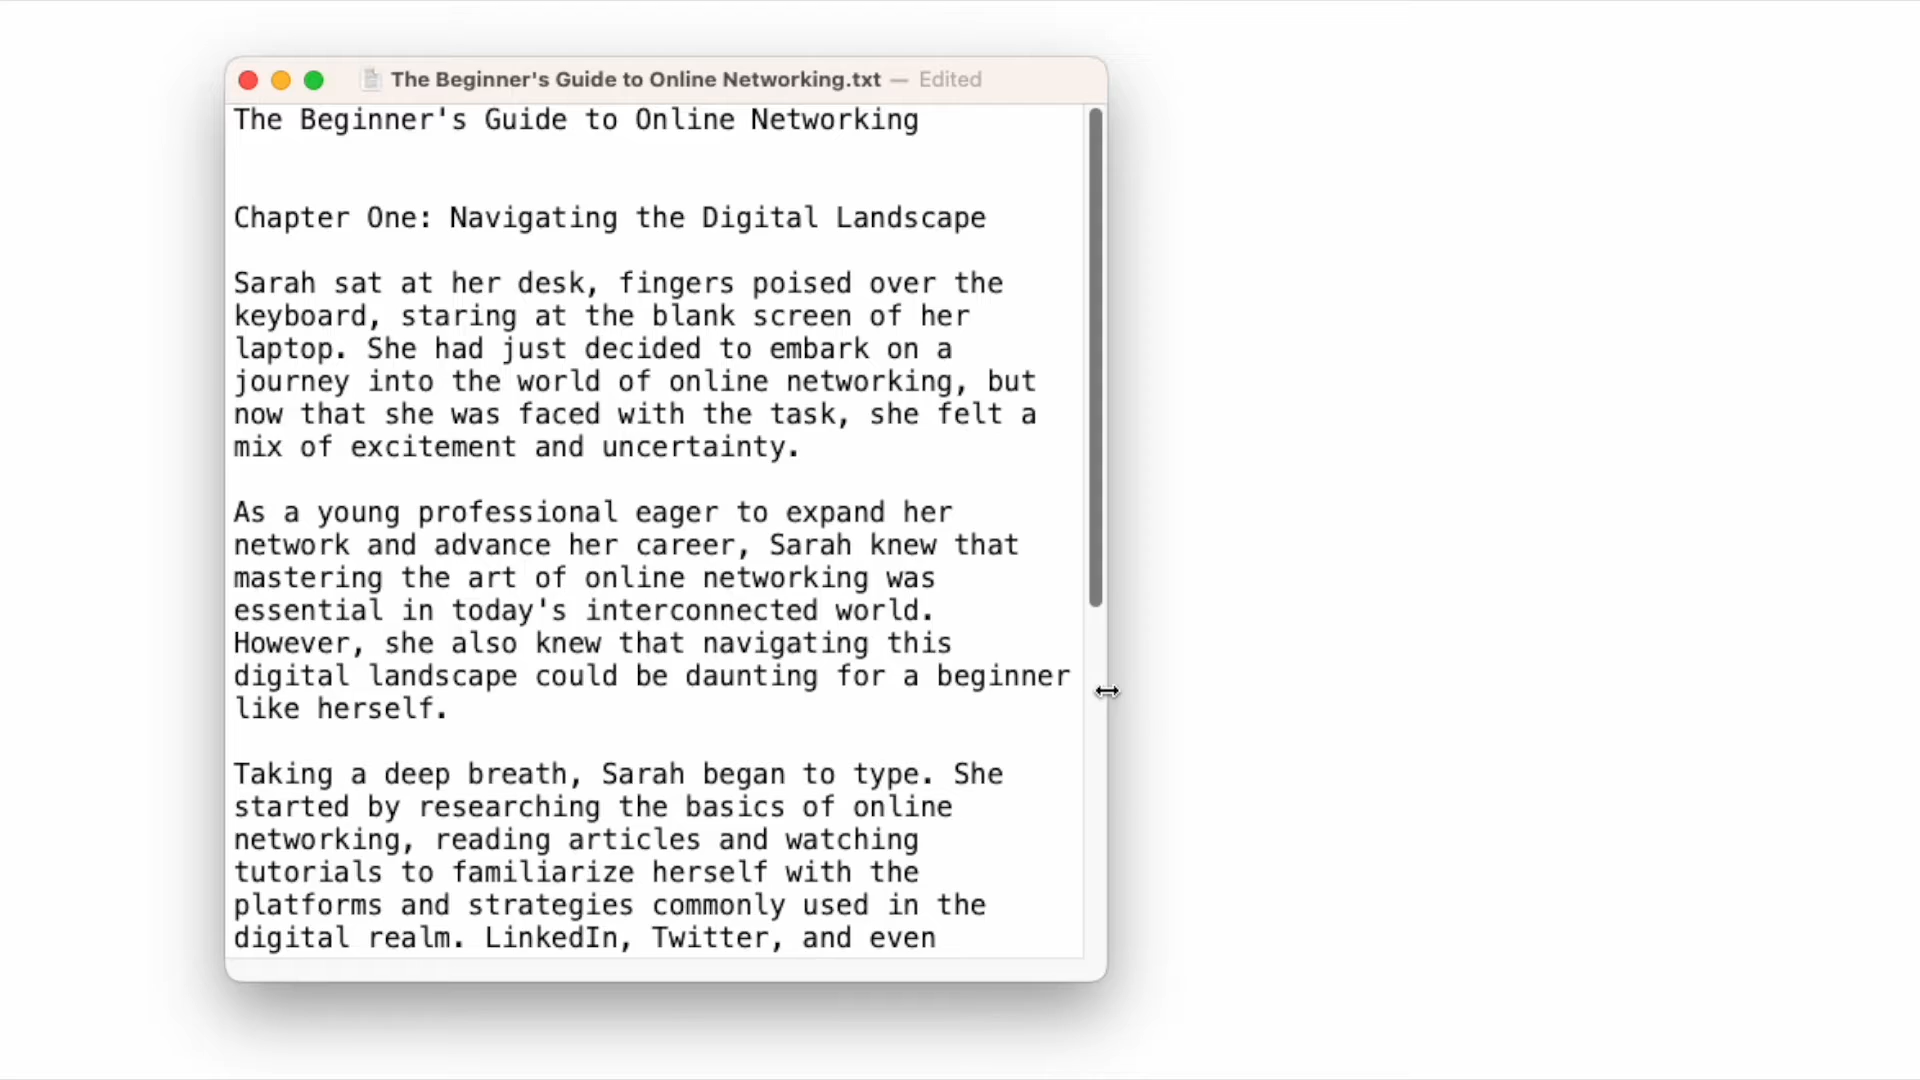 The Beginner's Guide to Online Networking.txt — Edited
The Beginner's Guide to Online Networking
Chapter One: Navigating the Digital Landscape
Sarah sat at her desk, fingers poised over the
keyboard, staring at the blank screen of her
laptop. She had just decided to embark on a
journey into the world of online networking, but
now that she was faced with the task, she felt a
mix of excitement and uncertainty.
As a young professional eager to expand her
network and advance her career, Sarah knew that
mastering the art of online networking was
essential in today's interconnected world.
However, she also knew that navigating this
digital landscape could be daunting for a beginner
like herself.
Taking a deep breath, Sarah began to type. She
started by researching the basics of online
networking, reading articles and watching
tutorials to familiarize herself with the
platforms and strategies commonly used in the
digital realm. LinkedIn, Twitter, and even